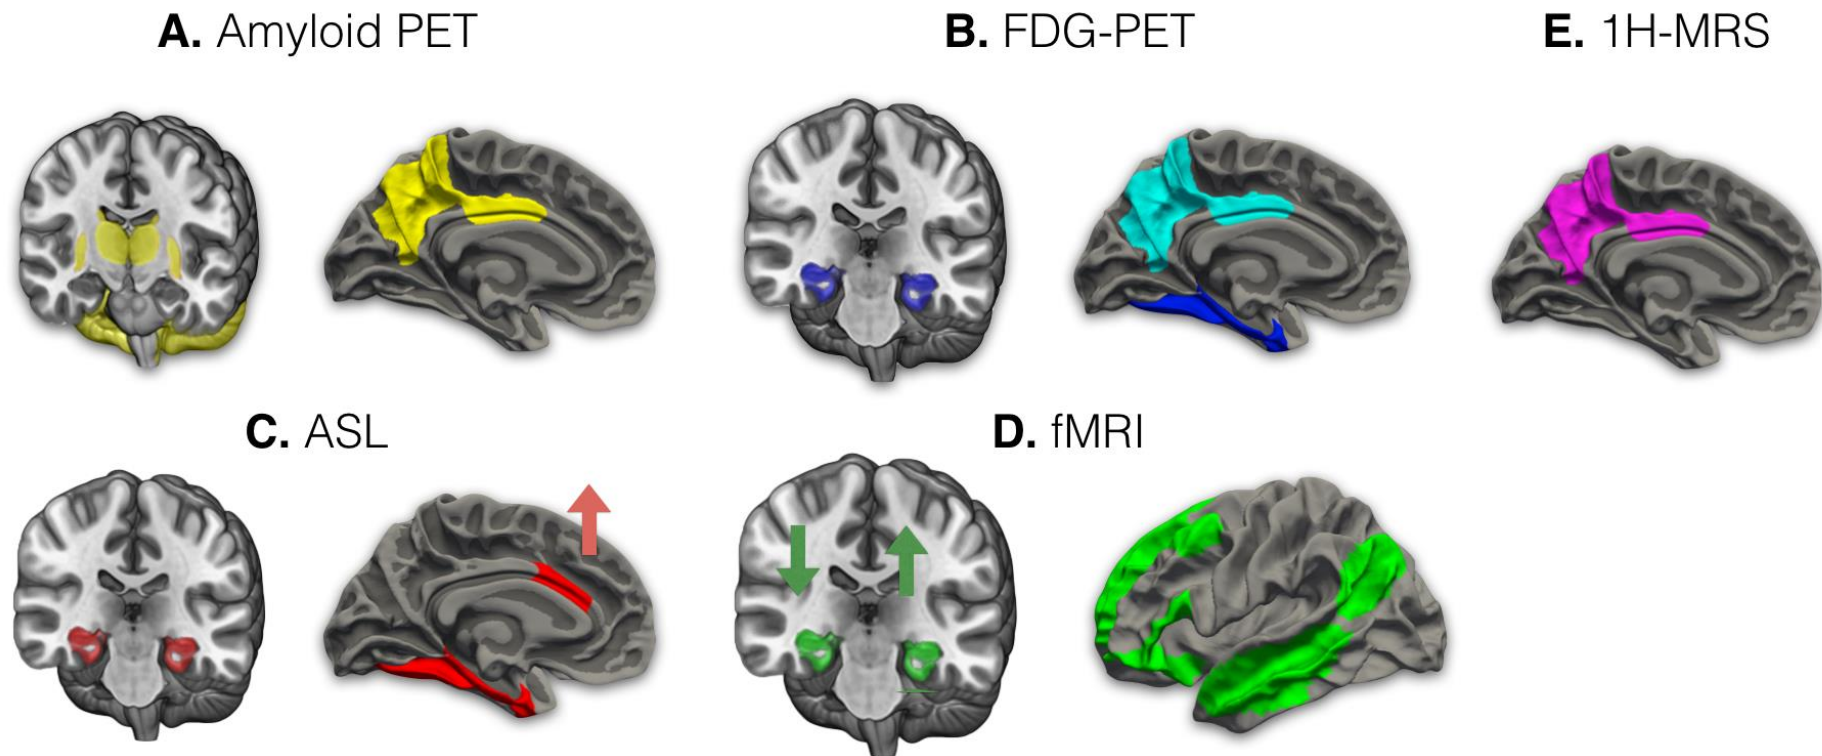 A. Amyloid PET
B. FDG-PET
E. 1H-MRS
C. ASL
D. fMRI